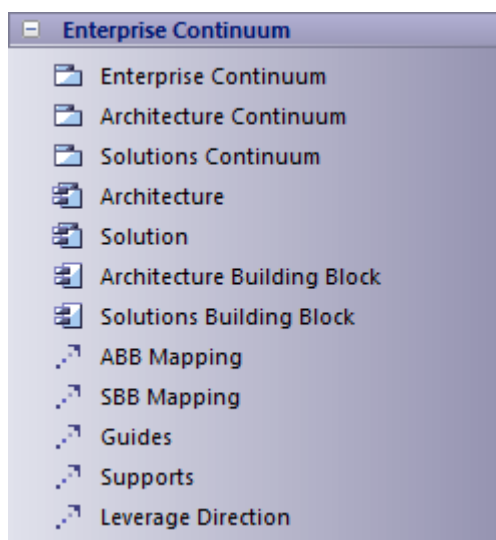 Enterprise Continuum
Enterprise Continuum
Architecture Continuum
Solutions Continuum
Architecture
Solution
Architecture Building Block
Solutions Building Block
ABB Mapping
SBB Mapping
Guides
Supports
Leverage Direction